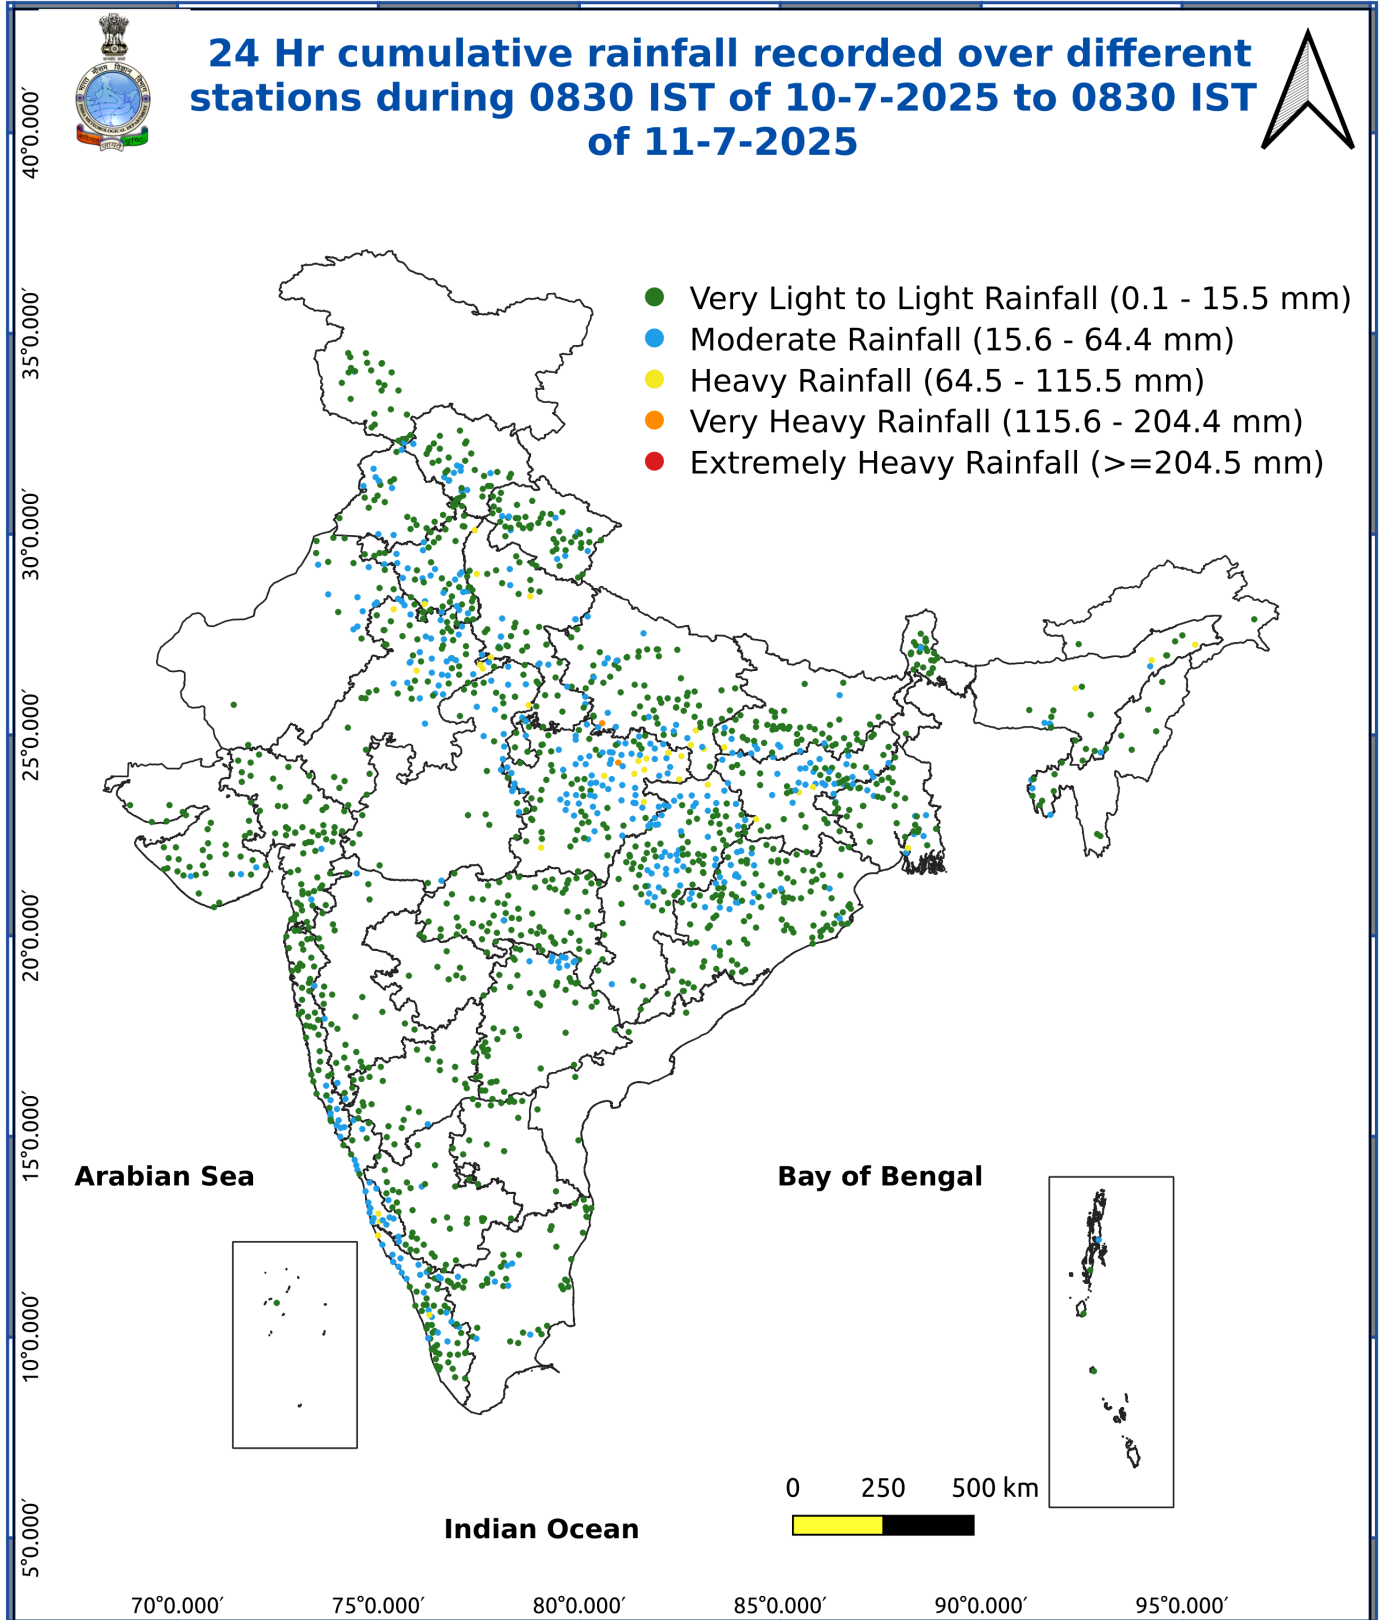 24 Hr cumulative rainfall recorded over different
stations during 0830 IST of 10-7-2025 to 0830 IST
of 11-7-2025
Very Light to Light Rainfall (0.1 - 15.5 mm)
Moderate Rainfall (15.6 - 64.4 mm)
Heavy Rainfall (64.5 - 115.5 mm)
Very Heavy Rainfall (115.6 - 204.4 mm)
Extremely Heavy Rainfall (>=204.5 mm)
40°0.000′
35°0.000′
30°0.000′
25°0.000′
20°0.000′
15°0.000′
10°0.000′
5°0.000′
Arabian Sea
Bay of Bengal
0 250 500 km
Indian Ocean
70°0.000′ 75°0.000′ 80°0.000′ 85°0.000′ 90°0.000′ 95°0.000′